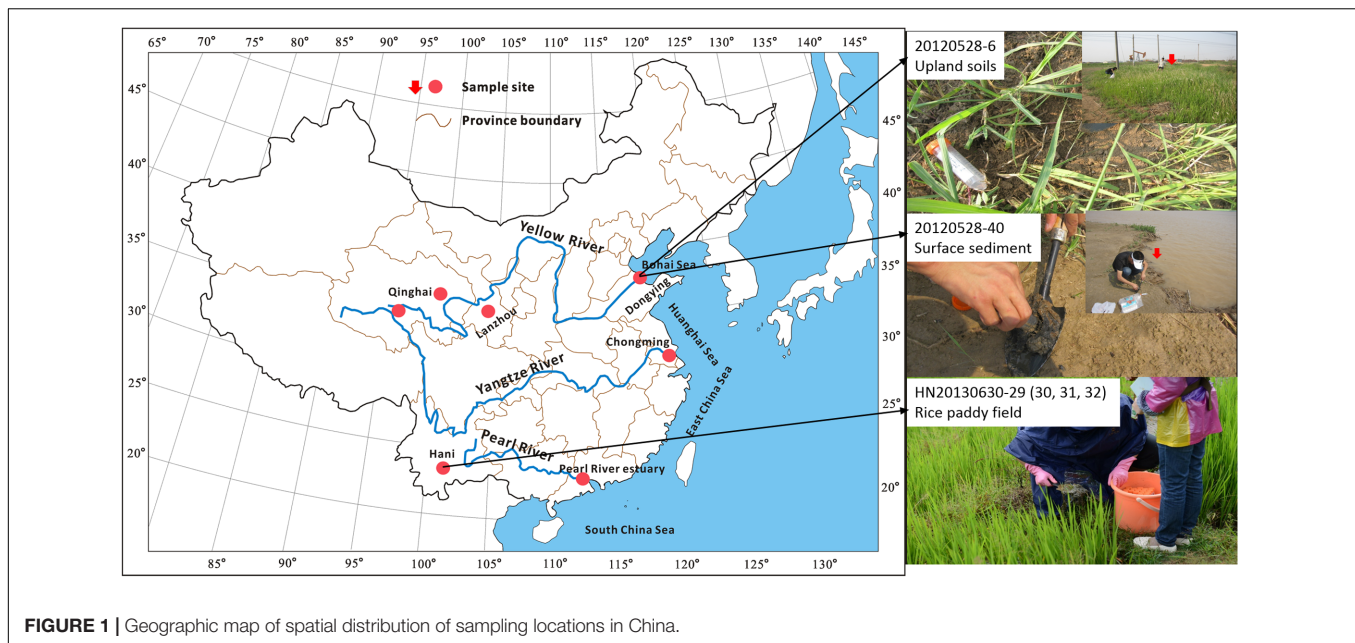 65° 70° 75° 80° 85° 90° 95° 100° 105° 110° 115° 120° 125° 130° 135° 140° 145°
45°
40°
35°
30°
25°
20°
45°
40°
35°
30°
25°
20°
85° 90° 95° 100° 105° 110° 115° 120° 125° 130°
Sample site
Province boundary
Yellow River
Bohai Sea
Qinghai
Dongying
Lanzhou
Huanghai Sea
Chongming
Yangtze River
East China Sea
Pearl River
Hani
Pearl River estuary
South China Sea
20120528-6
Upland soils
20120528-40
Surface sediment
HN20130630-29 (30, 31, 32)
Rice paddy field
FIGURE 1 | Geographic map of spatial distribution of sampling locations in China.